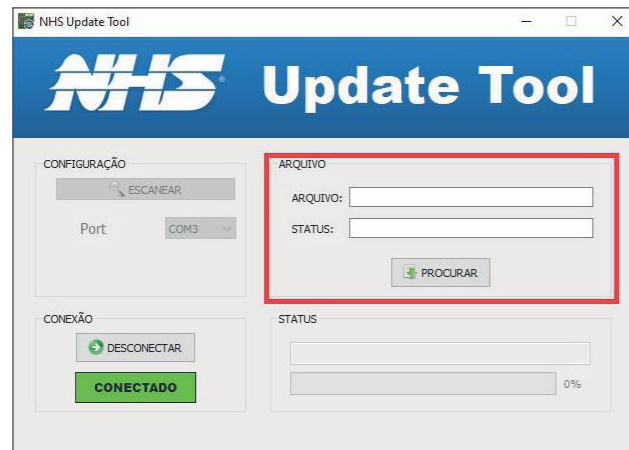 NHS Update Tool
NHS Update Tool
CONFIGURAÇÃO
ESCANEAR
Port COM3
ARQUIVO
ARQUIVO:
STATUS:
PROCURAR
CONEXÃO
DESCONECTAR
CONECTADO
STATUS
0%